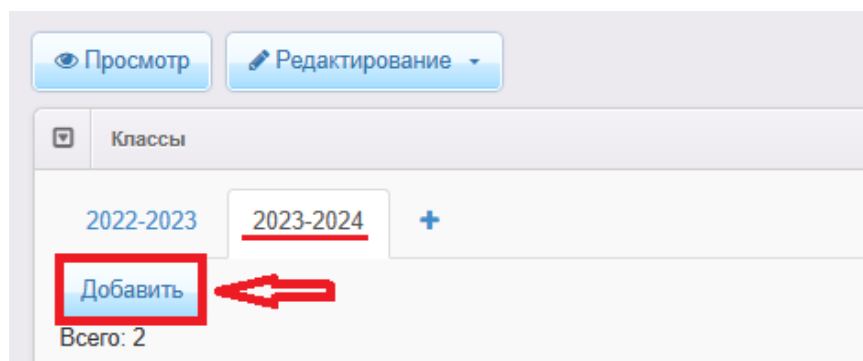 Просмотр Редактирование
Классы
2022-2023 2023-2024 +
Добавить
Всего: 2